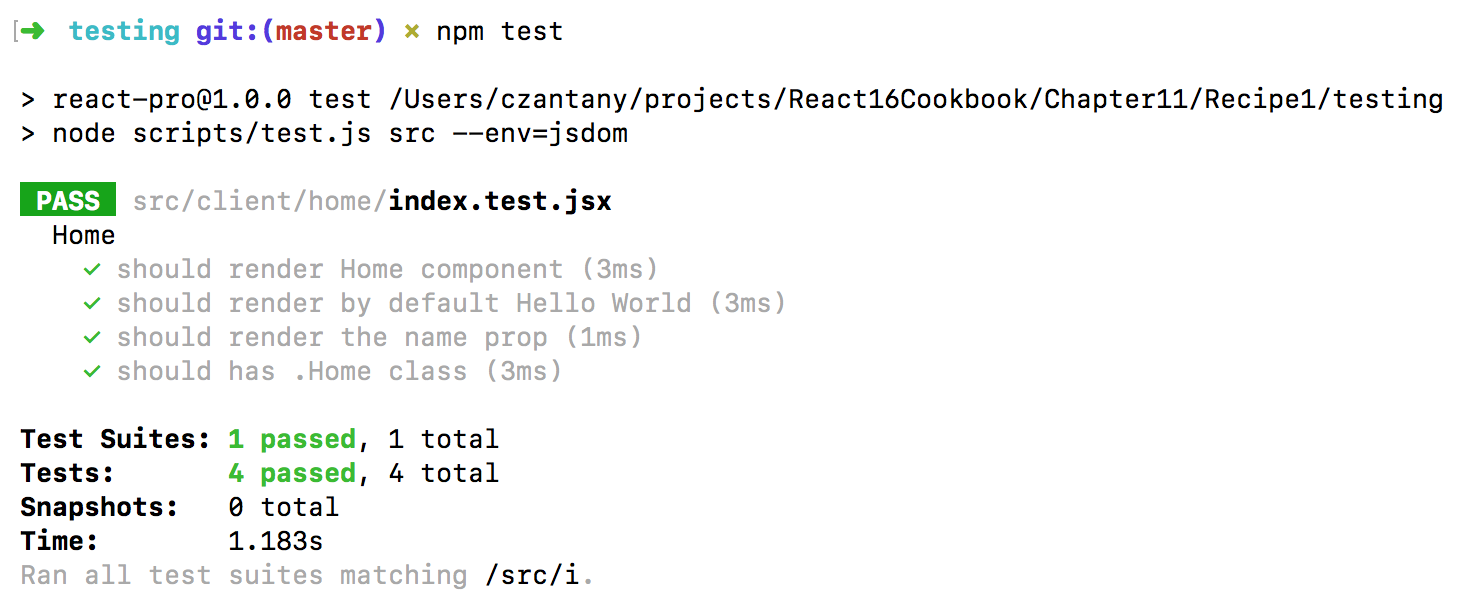 [➜ testing git:(master) × npm test
> react-pro@1.0.0 test /Users/czantany/projects/React16Cookbook/Chapter11/Recipe1/testing
> node scripts/test.js src --env=jsdom
PASS src/client/home/index.test.jsx
Home
✓ should render Home component (3ms)
✓ should render by default Hello World (3ms)
✓ should render the name prop (1ms)
✓ should has .Home class (3ms)
Test Suites: 1 passed, 1 total
Tests: 4 passed, 4 total
Snapshots: 0 total
Time: 1.183s
Ran all test suites matching /src/i.